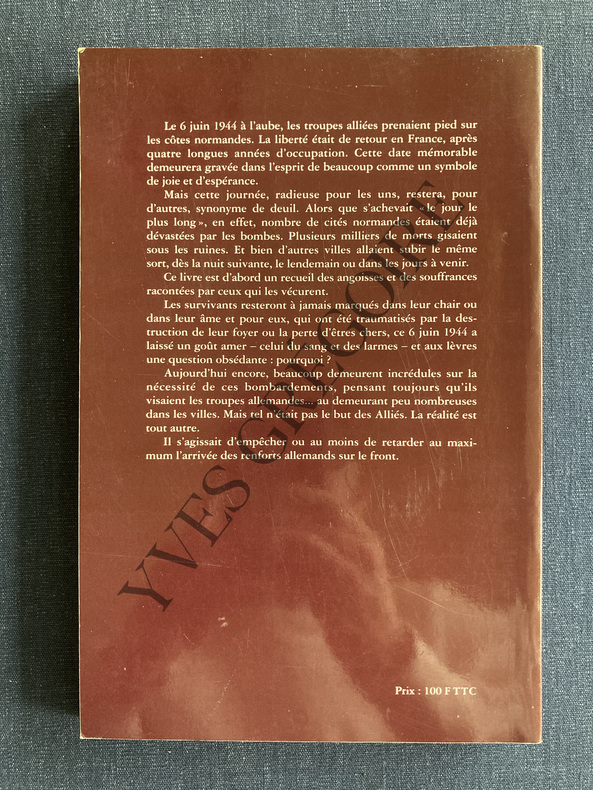 Le 6 juin 1944 à l'aube, les troupes alliées prenaient pied sur
les côtes normandes. La liberté était de retour en France, après
quatre longues années d'occupation. Cette date mémorable
demeurera gravée dans l'esprit de beaucoup comme un symbole
de joie et d'espérance.
Mais cette journée, radieuse pour les uns, restera, pour
d'autres, synonyme de deuil. Alors que s'achevait « le jour le
plus long », en effet, nombre de cités normandes étaient déjà
dévastées par les bombes. Plusieurs milliers de morts gisaient
sous les ruines. Et bien d'autres villes allaient subir le même
sort, dès la nuit suivante, le lendemain ou dans les jours à venir.
Ce livre est d'abord un recueil des angoisses et des souffrances
racontées par ceux qui les vécurent.
Les survivants resteront à jamais marqués dans leur chair ou
dans leur âme et pour eux, qui ont été traumatisés par la des-
truction de leur foyer ou la perte d'êtres chers, ce 6 juin 1944 a
laissé un goût amer – celui du sang et des larmes – et aux lèvres
une question obsédante : pourquoi ?
Aujourd'hui encore, beaucoup demeurent incrédules sur la
nécessité de ces bombardements, pensant toujours qu'ils
visaient les troupes allemandes... au demeurant peu nombreuses
dans les villes. Mais tel n'était pas le but des Alliés. La réalité est
tout autre.
Il s'agissait d'empêcher ou au moins de retarder au maxi-
mum l'arrivée des renforts allemands sur le front.
YVES GREGOIRE
Prix : 100 F TTC